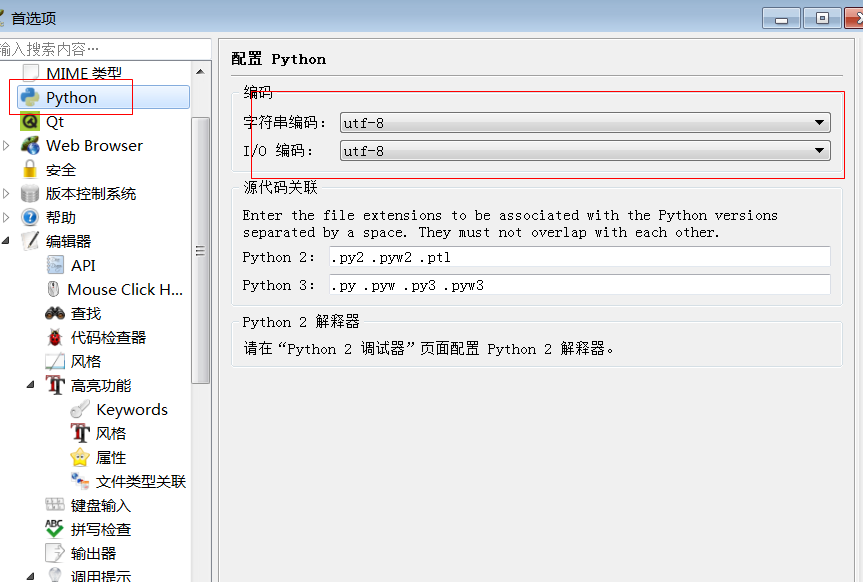 首选项
输入搜索内容…
MIME 类型
Python
Qt
Web Browser
安全
版本控制系统
帮助
编辑器
API
Mouse Click H...
查找
代码检查器
风格
高亮功能
Keywords
风格
属性
文件类型关联
键盘输入
ABC
拼写检查
输出器
调用提示
配置 Python
编码
字符串编码：
utf-8
I/O 编码：
utf-8
源代码关联
Enter the file extensions to be associated with the Python versions
separated by a space. They must not overlap with each other.
Python 2:
.py2 .pyw2 .ptl
Python 3:
.py .pyw .py3 .pyw3
Python 2 解释器
请在“Python 2 调试器”页面配置 Python 2 解释器。